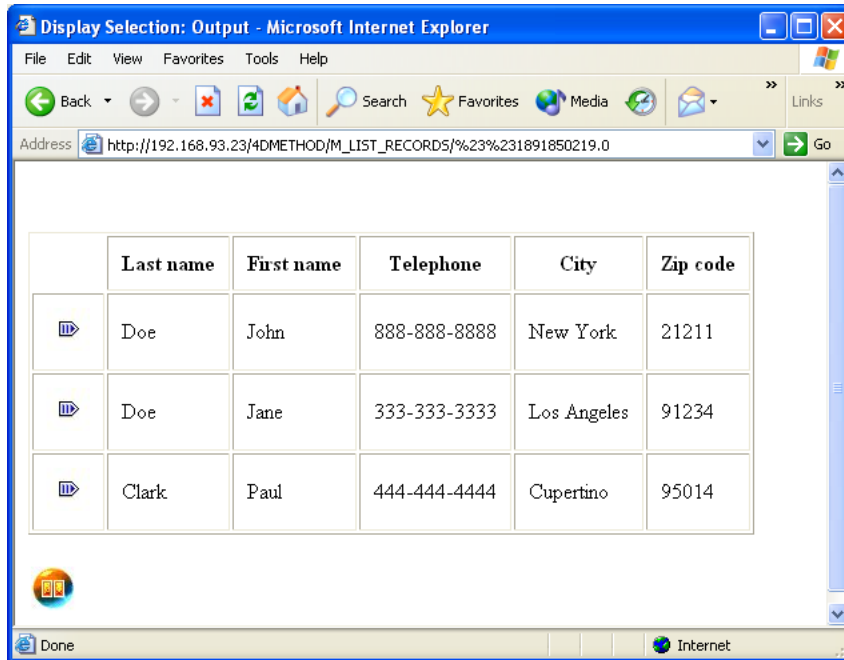 Display Selection: Output - Microsoft Internet Explorer
File Edit View Favorites Tools Help
Back Search Favorites Media » Links »
Address http://192.168.93.23/4DMETHOD/M_LIST_RECORDS/%23%231891850219.0 Go
Last name First name Telephone City Zip code
Doe John 888-888-8888 New York 21211
Doe Jane 333-333-3333 Los Angeles 91234
Clark Paul 444-444-4444 Cupertino 95014
Done Internet